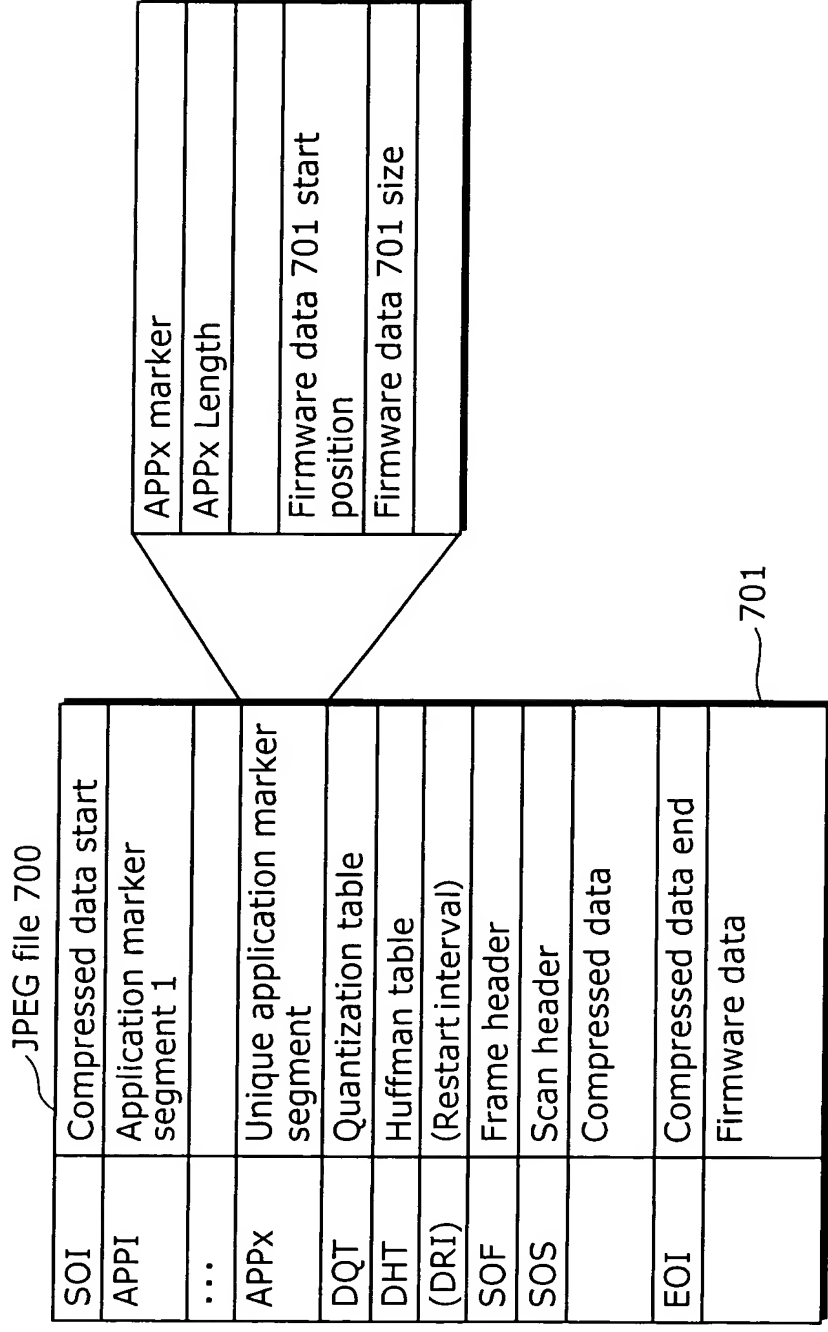 JPEG file 700
SOI Compressed data start
APPI Application marker
segment 1
...
APPx Unique application marker
segment
DQT Quantization table
DHT Huffman table
(DRI) (Restart interval)
SOF Frame header
SOS Scan header
Compressed data
EOI Compressed data end
Firmware data
701
APPx marker
APPx Length
Firmware data 701 start
position
Firmware data 701 size